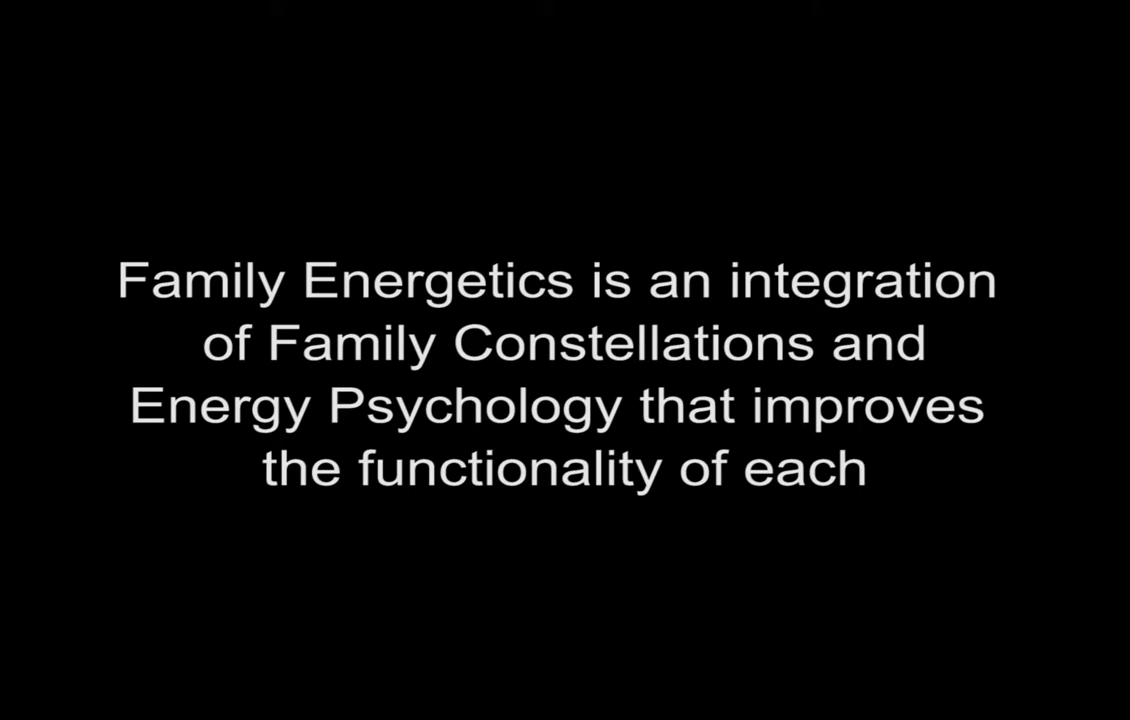 Family Energetics is an integration
of Family Constellations and
Energy Psychology that improves
the functionality of each